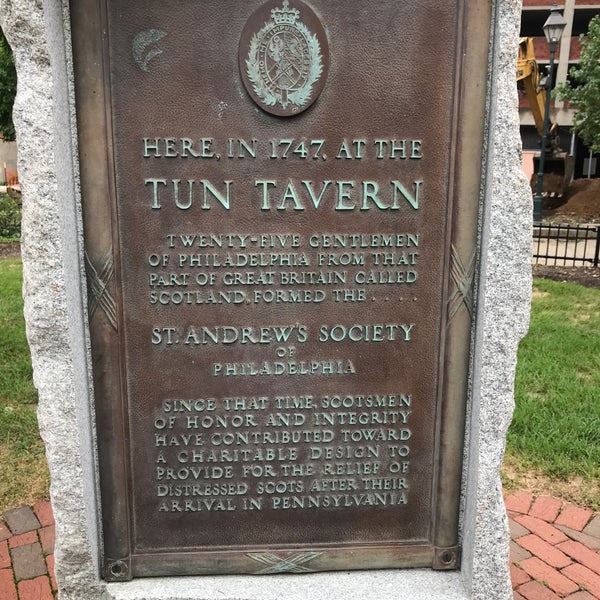 HERE, IN 1747, AT THE
TUN TAVERN
TWENTY-FIVE GENTLEMEN
OF PHILADELPHIA FROM THAT
PART OF GREAT BRITAIN CALLED
SCOTLAND, FORMED THE . . . .
ST. ANDREW'S SOCIETY
OF
PHILADELPHIA
SINCE THAT TIME, SCOTSMEN
OF HONOR AND INTEGRITY
HAVE CONTRIBUTED TOWARD
A CHARITABLE DESIGN TO
PROVIDE FOR THE RELIEF OF
DISTRESSED SCOTS AFTER THEIR
ARRIVAL IN PENNSYLVANIA